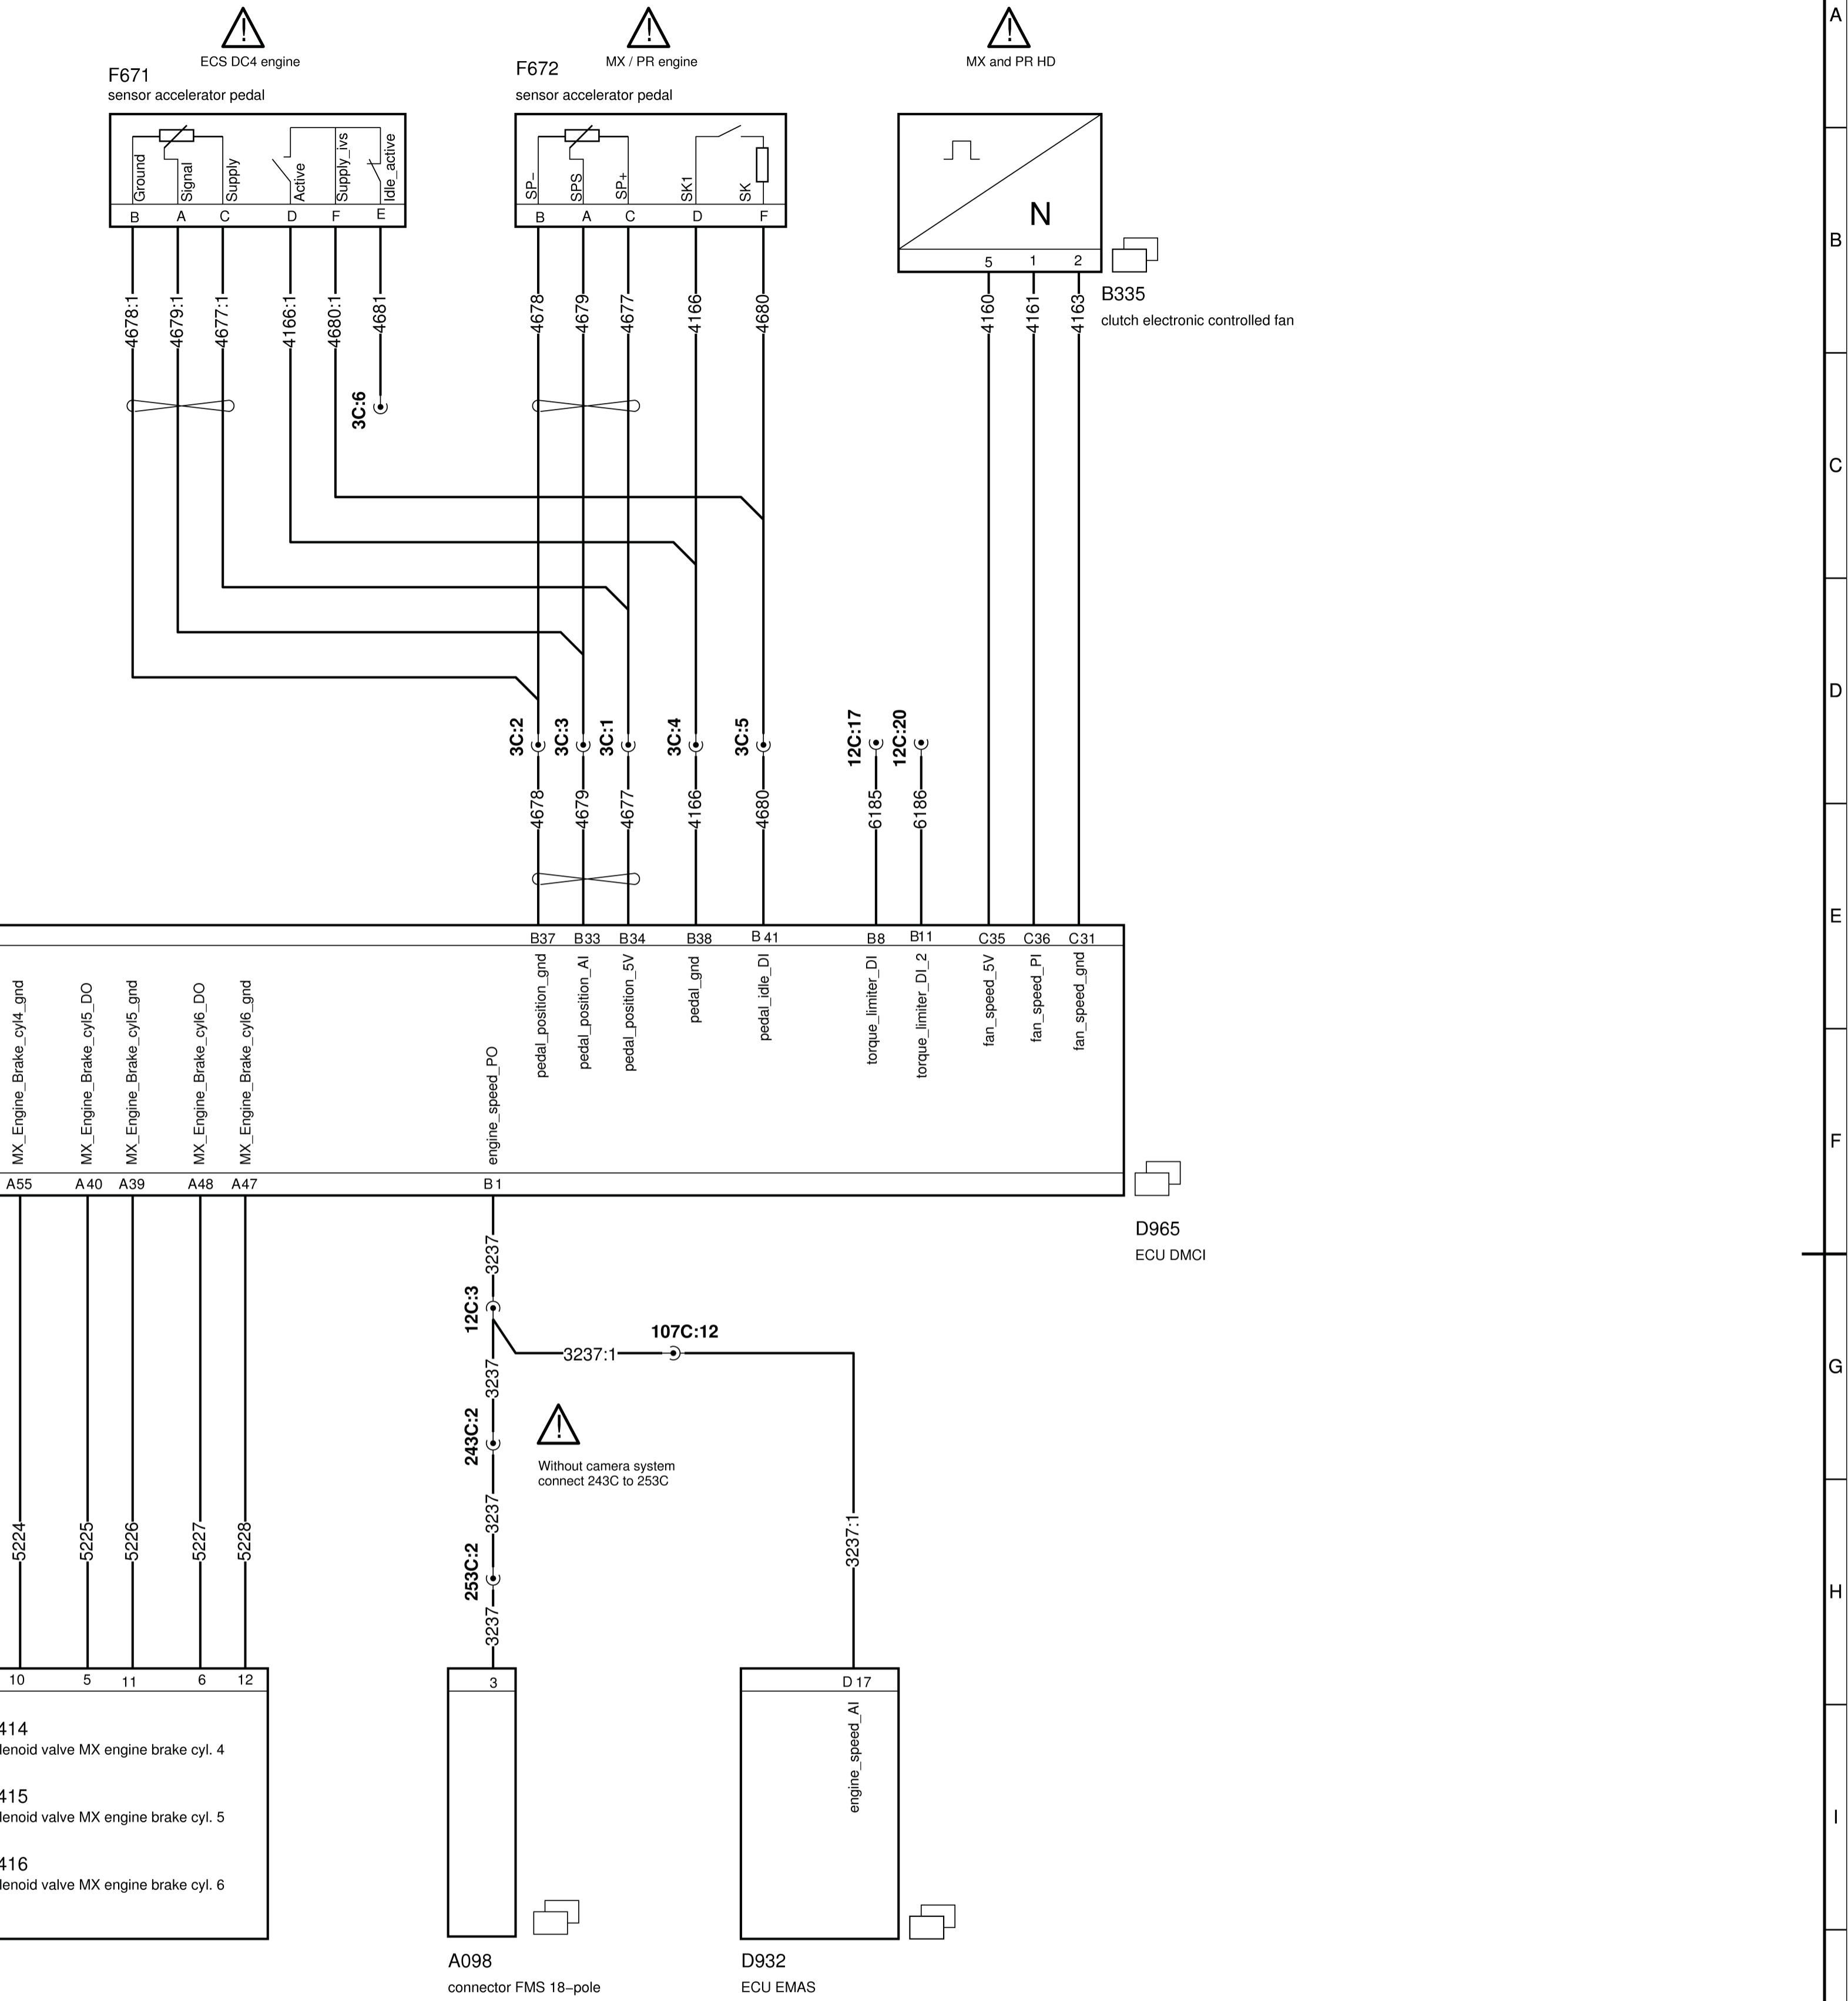 A
ECS DC4 engine
MX / PR engine
MX and PR HD
F671
sensor accelerator pedal
F672
sensor accelerator pedal
Ground
Signal
Supply
Active
Supply_ivs
Idle_active
SP−
SPS
SP+
SK1
SK
N
B A C D F E
B A C D F
5 1 2
B
B335
clutch electronic controlled fan
4678:1
4679:1
4677:1
4166:1
4680:1
4681
4678
4679
4677
4166
4680
4160
4161
4163
3C:6
C
D
3C:2
3C:3
3C:1
3C:4
3C:5
12C:17
12C:20
4678
4679
4677
4166
4680
6185
6186
E
B37 B33 B34 B38 B 41 B8 B11 C35 C36 C31
pedal_position_gnd
pedal_position_AI
pedal_position_5V
pedal_gnd
pedal_idle_DI
torque_limiter_DI
torque_limiter_DI_2
fan_speed_5V
fan_speed_PI
fan_speed_gnd
MX_Engine_Brake_cyl4_gnd
MX_Engine_Brake_cyl5_DO
MX_Engine_Brake_cyl5_gnd
MX_Engine_Brake_cyl6_DO
MX_Engine_Brake_cyl6_gnd
engine_speed_PO
F
A55 A 40 A39 A48 A47 B 1
D965
ECU DMCI
3237
12C:3
107C:12
3237:1
3237
G
243C:2
Without camera system
connect 243C to 253C
5224
5225
5226
5227
5228
3237
3237:1
253C:2
H
3237
10 5 11 6 12
3
D 17
engine_speed_AI
414
lenoid valve MX engine brake cyl. 4
415
lenoid valve MX engine brake cyl. 5
416
lenoid valve MX engine brake cyl. 6
I
A098
connector FMS 18−pole
D932
ECU EMAS